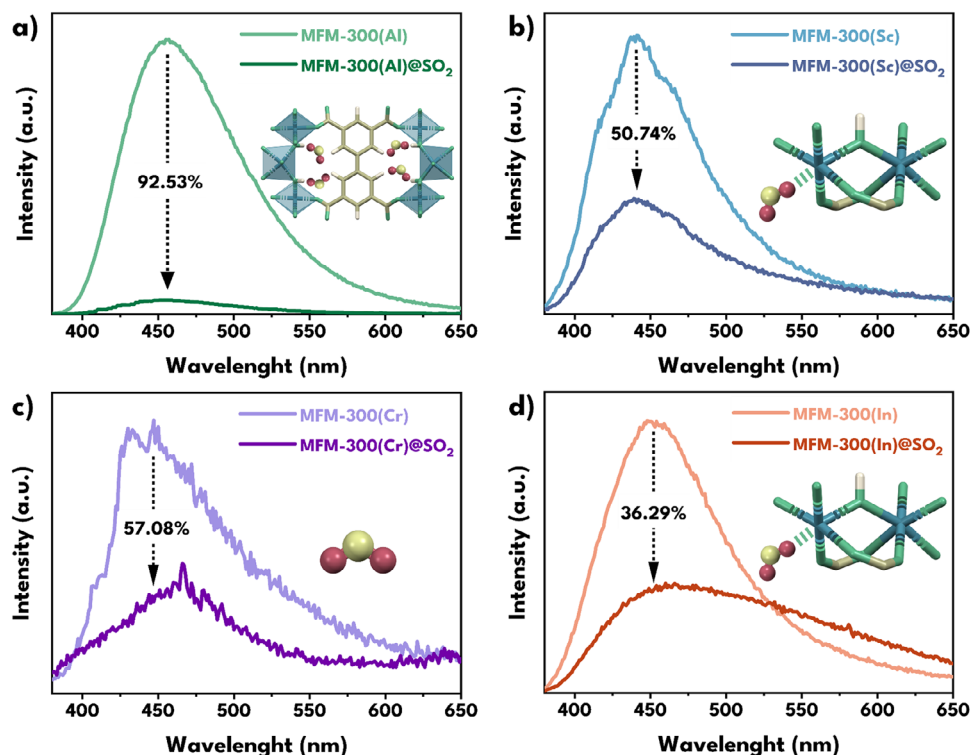 a)
MFM-300(Al)
MFM-300(Al)@SO₂
92.53%
Intensity (a.u.)
400 450 500 550 600 650
Wavelenght (nm)
b)
MFM-300(Sc)
MFM-300(Sc)@SO₂
50.74%
Intensity (a.u.)
400 450 500 550 600 650
Wavelenght (nm)
c)
MFM-300(Cr)
MFM-300(Cr)@SO₂
57.08%
Intensity (a.u.)
400 450 500 550 600 650
Wavelenght (nm)
d)
MFM-300(In)
MFM-300(In)@SO₂
36.29%
Intensity (a.u.)
400 450 500 550 600 650
Wavelenght (nm)